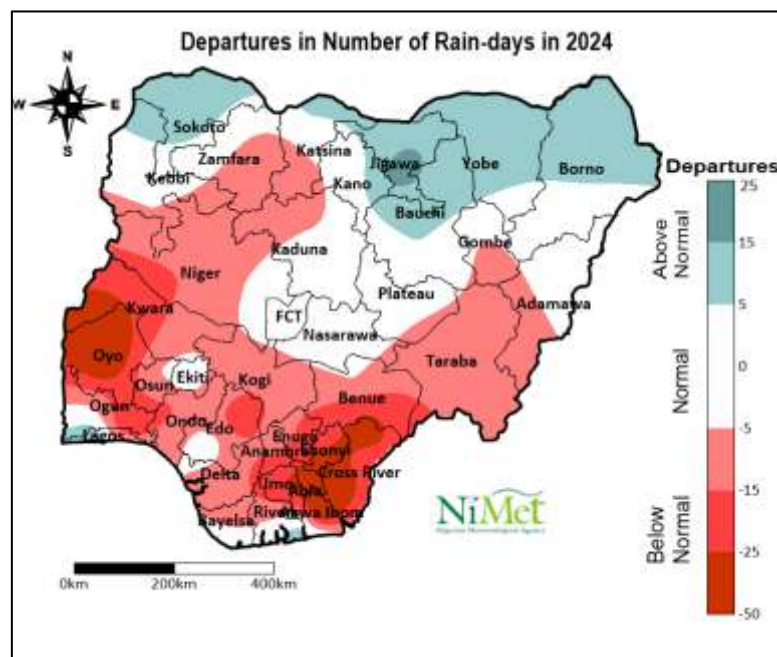 Departures in Number of Rain-days in 2024
N
W
E
S
Sokoto
Zamfara
Katsina
Jigawa
Yobe
Borno
Kebbi
Kano
Bauchi
Gombe
Kaduna
Niger
Plateau
Adamawa
Kwara
FCT
Nasarawa
Taraba
Oyo
Ekiti
Kogi
Osun
Benue
Ogun
Ondo
Edo
Enugu
Lagos
Anambra
Ebonyi
Delta
Imo
Abia
Cross River
Bayelsa
Rivers
Akwa Ibom
Departures
25
Above
Normal
15
5
Normal
0
-5
Below
Normal
-15
-25
-50
NiMet
Nigerian Meteorological Agency
0km
200km
400km